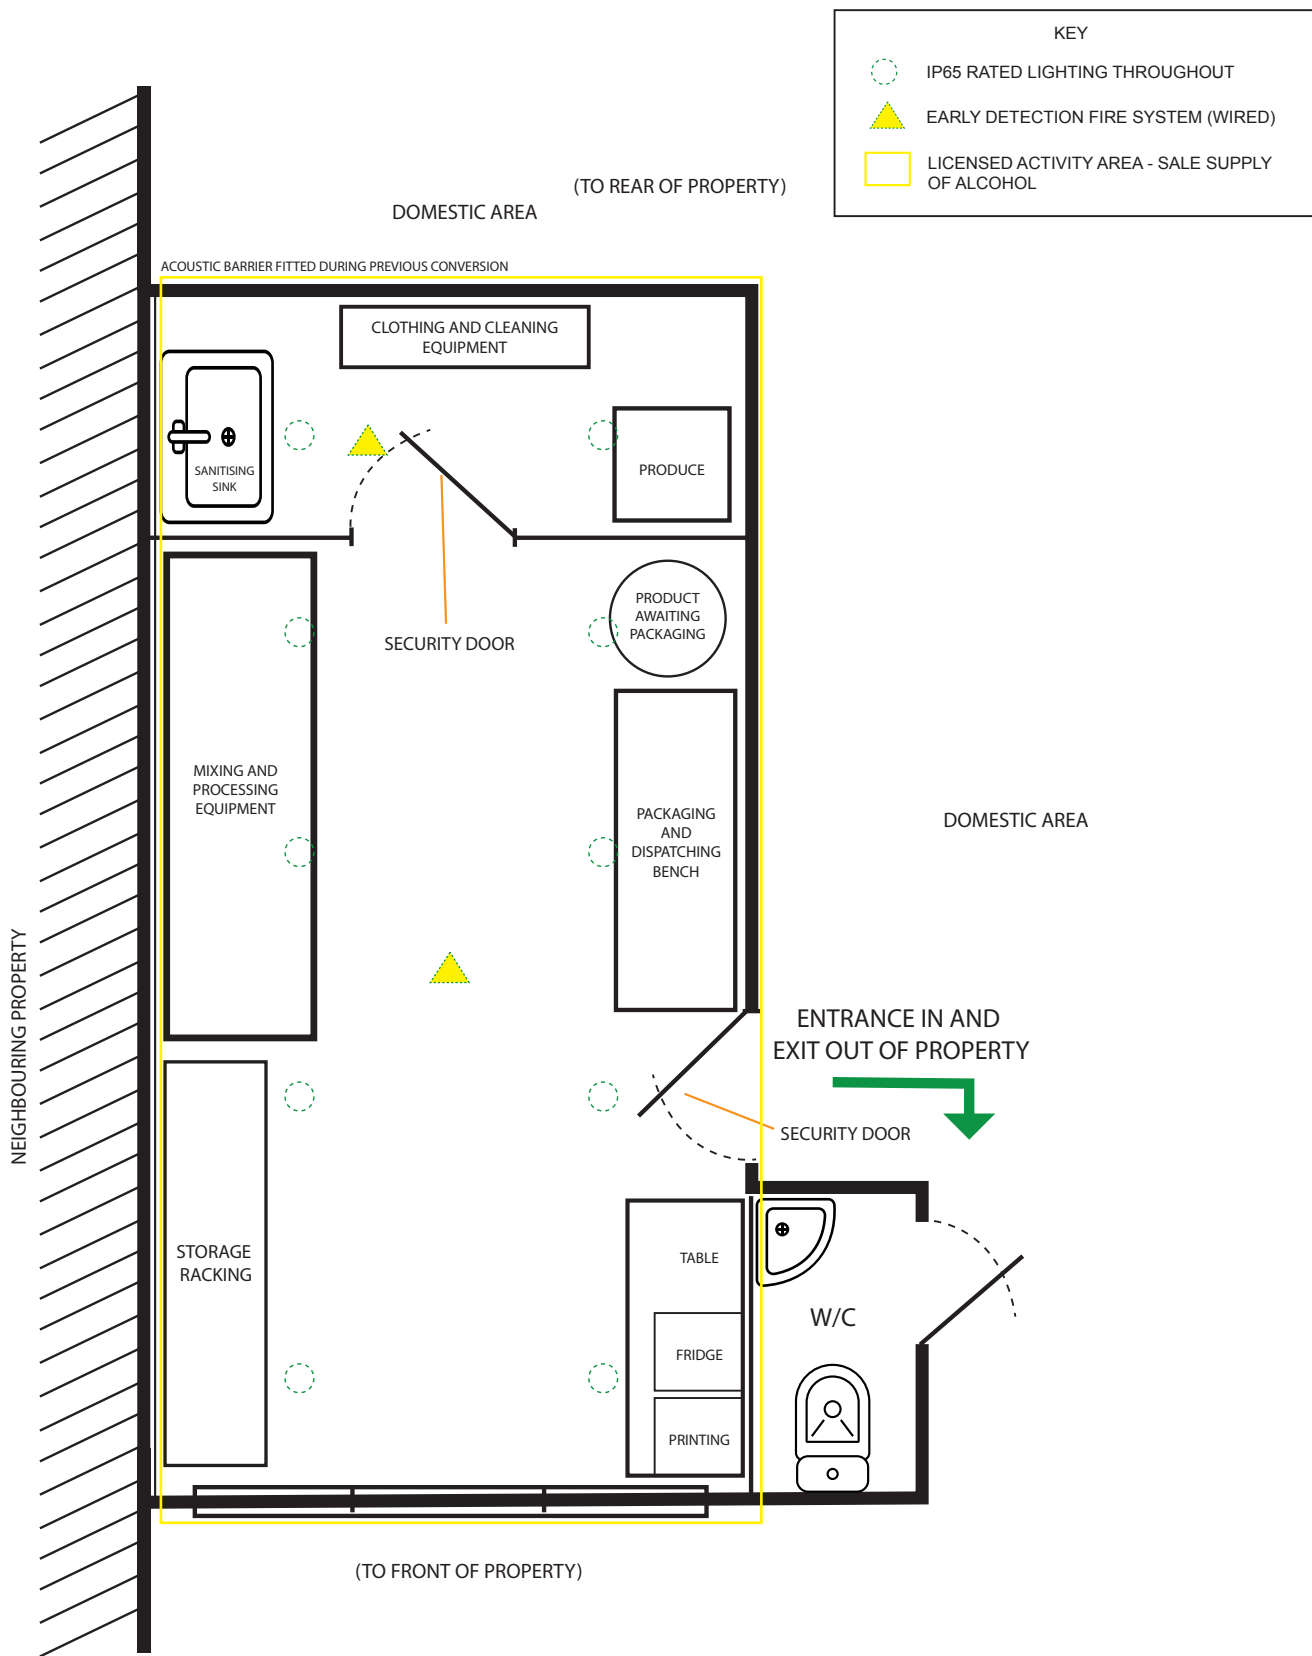 KEY
IP65 RATED LIGHTING THROUGHOUT
EARLY DETECTION FIRE SYSTEM (WIRED)
LICENSED ACTIVITY AREA - SALE SUPPLY
OF ALCOHOL
(TO REAR OF PROPERTY)
DOMESTIC AREA
ACOUSTIC BARRIER FITTED DURING PREVIOUS CONVERSION
CLOTHING AND CLEANING
EQUIPMENT
SANITISING
SINK
PRODUCE
PRODUCT
AWAITING
PACKAGING
SECURITY DOOR
MIXING AND
PROCESSING
EQUIPMENT
PACKAGING
AND
DISPATCHING
BENCH
DOMESTIC AREA
NEIGHBOURING PROPERTY
ENTRANCE IN AND
EXIT OUT OF PROPERTY
SECURITY DOOR
STORAGE
RACKING
TABLE
FRIDGE
PRINTING
W/C
(TO FRONT OF PROPERTY)